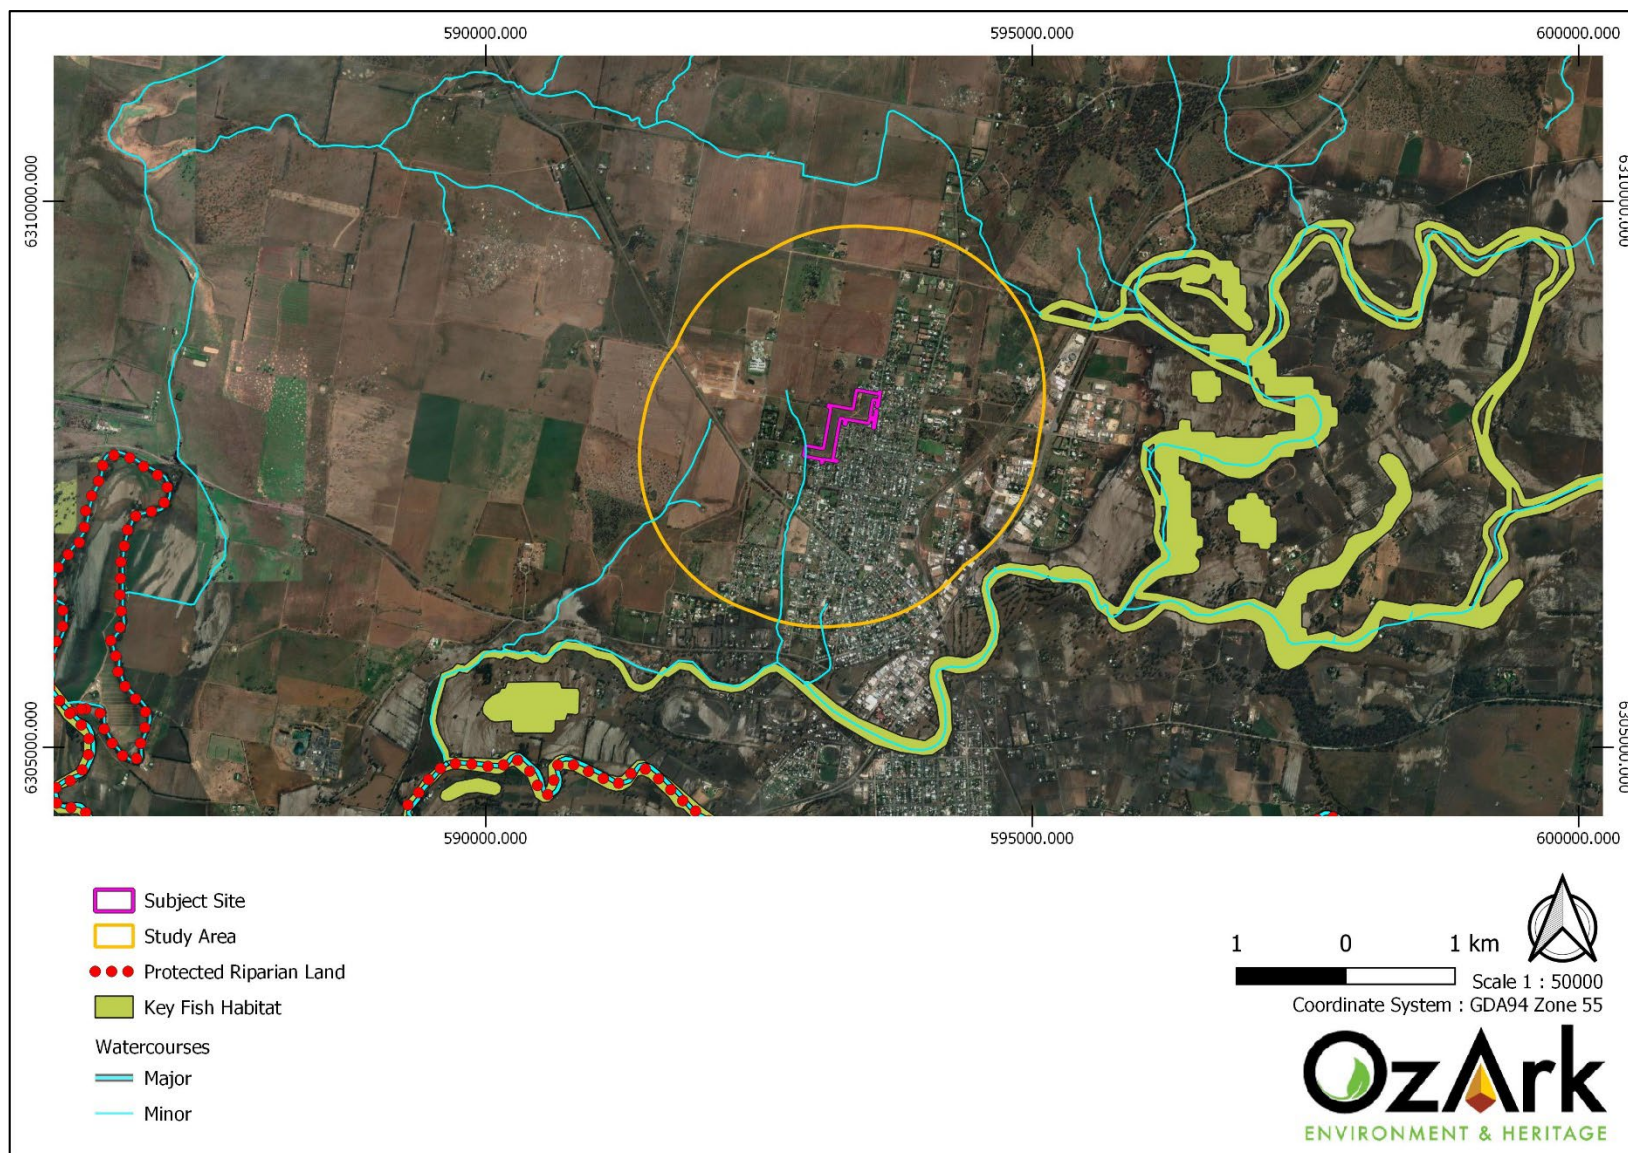 590000.000
595000.000
600000.000
6310000.000
6310000.000
6305000.000
6305000.000
590000.000
595000.000
600000.000
Subject Site
Study Area
Protected Riparian Land
Key Fish Habitat
Watercourses
Major
Minor
1 0 1 km
Scale 1 : 50000
Coordinate System : GDA94 Zone 55
OzArk
ENVIRONMENT & HERITAGE